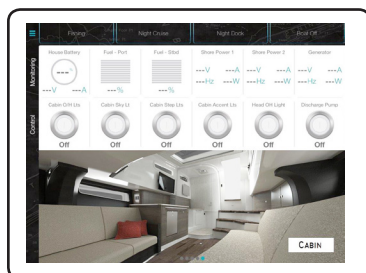 Fishing Night Cruise Night Dock Boat Off
House Battery Fuel - Port Fuel - Stbd Shore Power 1 Shore Power 2 Generator
---%
---V ---A ---V ---A ---V ---A
---V ---A ---% ---% ---Hz ---W ---Hz ---W ---Hz ---W
Monitoring
Control
Cabin O/H Lts Cabin Sky Lt Cabin Step Lts Cabin Accent Lts Head OH Light Discharge Pump
Off Off Off Off Off Off
CABIN